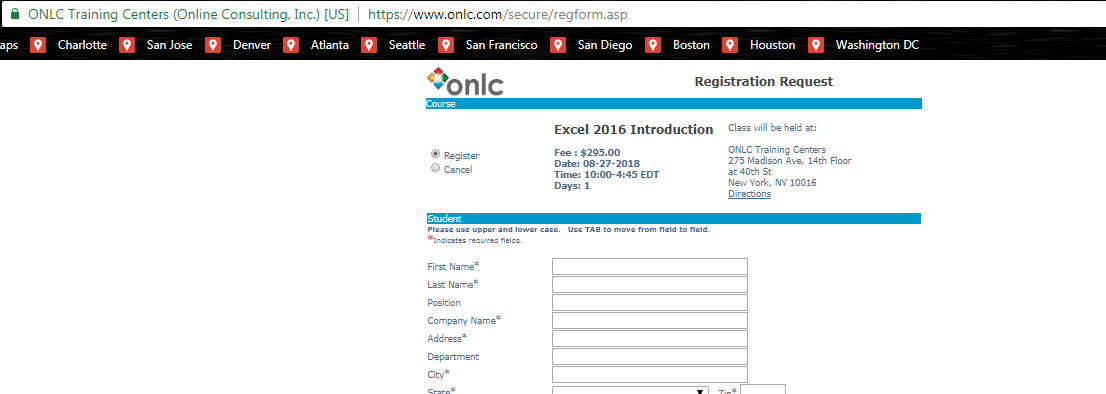 ONLC Training Centers (Online Consulting, Inc.) [US] https://www.onlc.com/secure/regform.asp
aps Charlotte San Jose Denver Atlanta Seattle San Francisco San Diego Boston Houston Washington DC
onlc Registration Request
Course
Excel 2016 Introduction
Class will be held at:
Register
Cancel
Fee : $295.00
Date: 08-27-2018
Time: 10:00-4:45 EDT
Days: 1
ONLC Training Centers
275 Madison Ave, 14th Floor
at 40th St
New York, NY 10016
Directions
Student
Please use upper and lower case. Use TAB to move from field to field.
*Indicates required fields.
First Name*
Last Name*
Position
Company Name*
Address*
Department
City*
State* Zip*